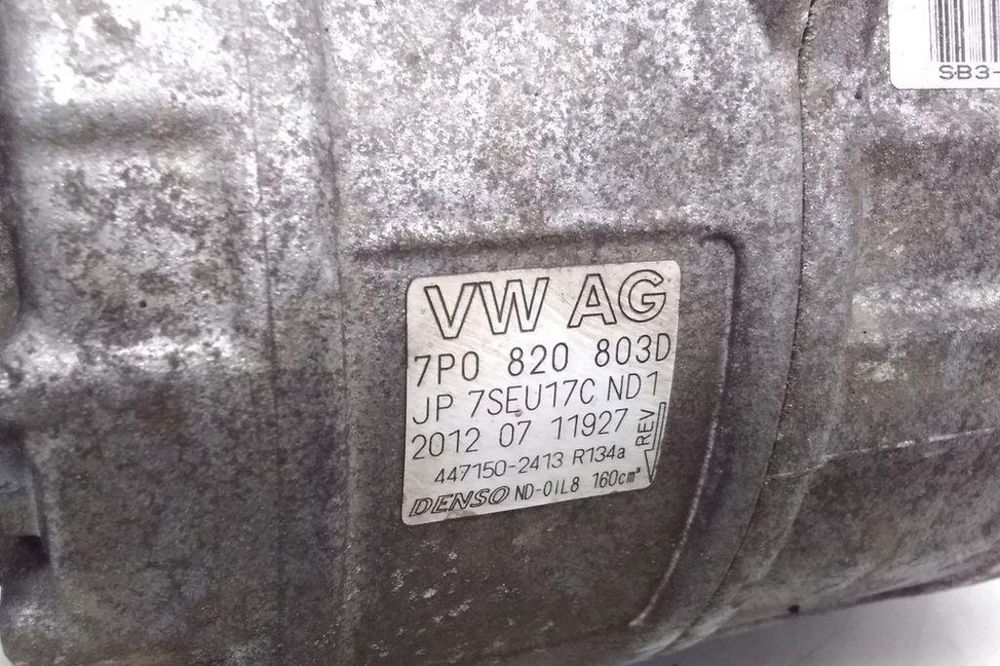 SB3-
VW AG
7P0 820 803D
JP 7SEU17C ND1
2012 07 11927
REV
447150-2413 R134a
DENSO ND-OIL8 160cm³